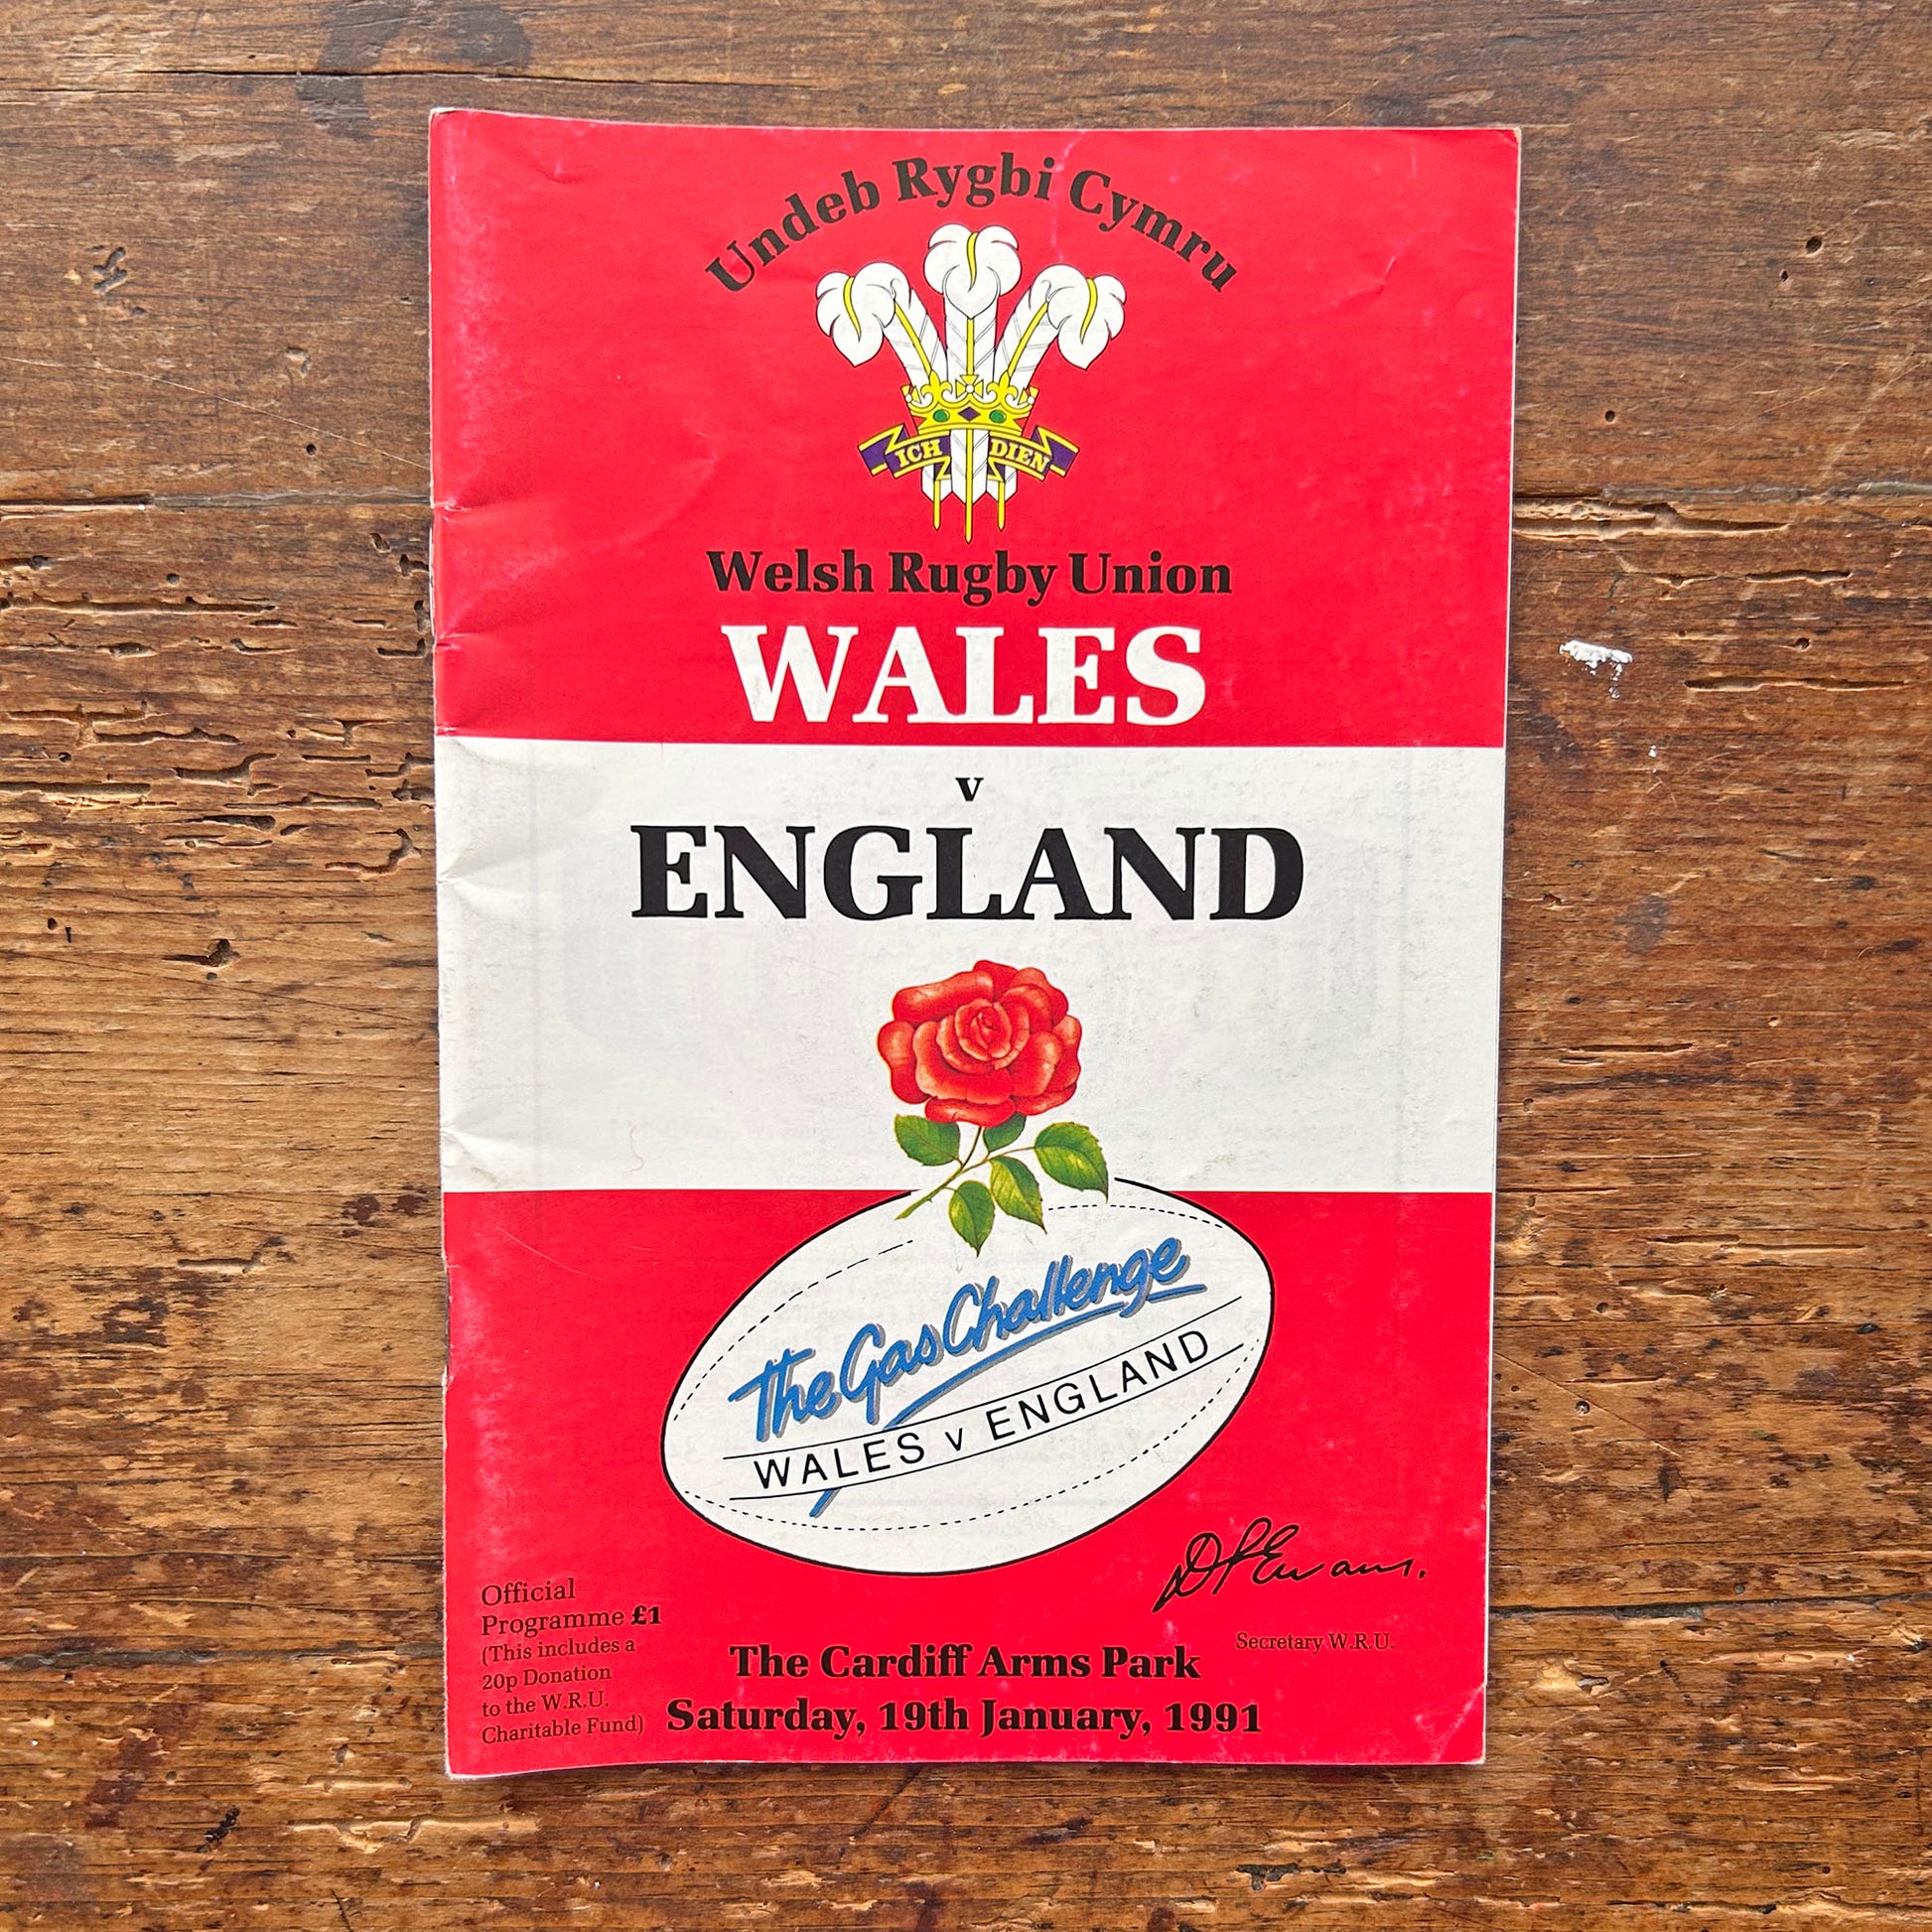 Undeb Rygbi Cymru
ICH DIEN
Welsh Rugby Union
WALES
v
ENGLAND
The Gas Challenge
WALES v ENGLAND
D P Evans.
Secretary W.R.U.
Official
Programme £1
(This includes a
20p Donation
to the W.R.U.
Charitable Fund)
The Cardiff Arms Park
Saturday, 19th January, 1991